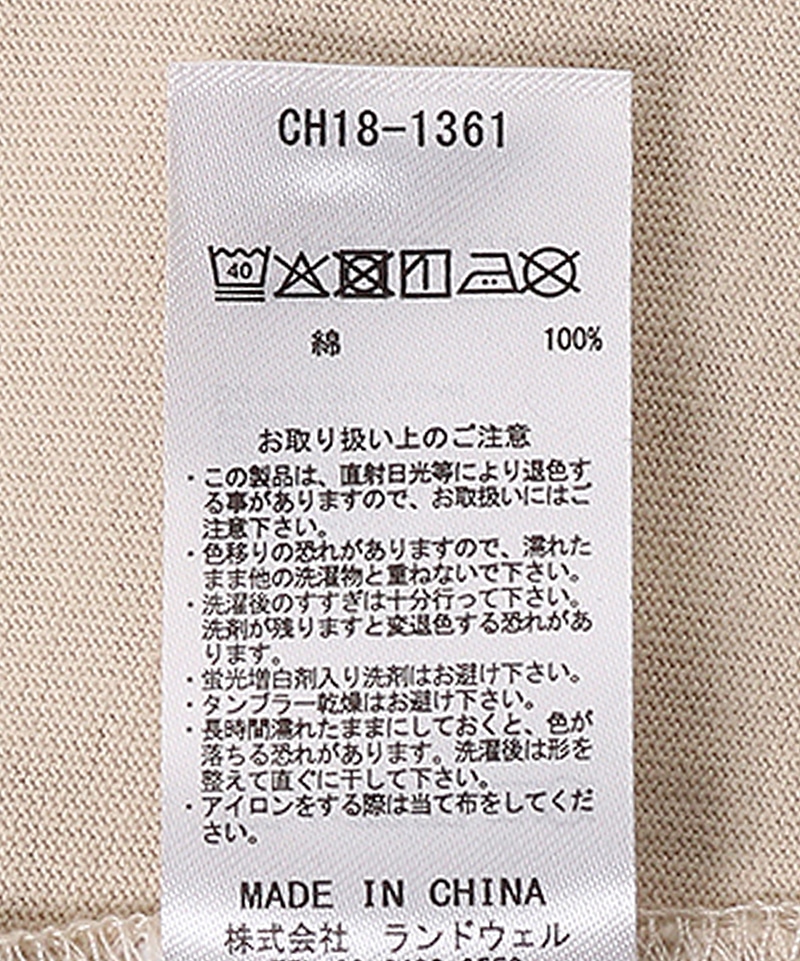 CH18-1361
40
綿 100%
お取り扱い上のご注意
・この製品は、直射日光等により退色す
る事がありますので、お取扱いにはご
注意下さい。
・色移りの恐れがありますので、濡れた
まま他の洗濯物と重ねないで下さい。
・洗濯後のすすぎは十分行って下さい。
洗剤が残りますと変退色する恐れがあ
ります。
・蛍光増白剤入り洗剤はお避け下さい。
・タンブラー乾燥はお避け下さい。
・長時間濡れたままにしておくと、色が
落ちる恐れがあります。洗濯後は形を
整えて直ぐに干して下さい。
・アイロンをする際は当て布をしてくだ
さい。
MADE IN CHINA
株式会社 ランドウェル